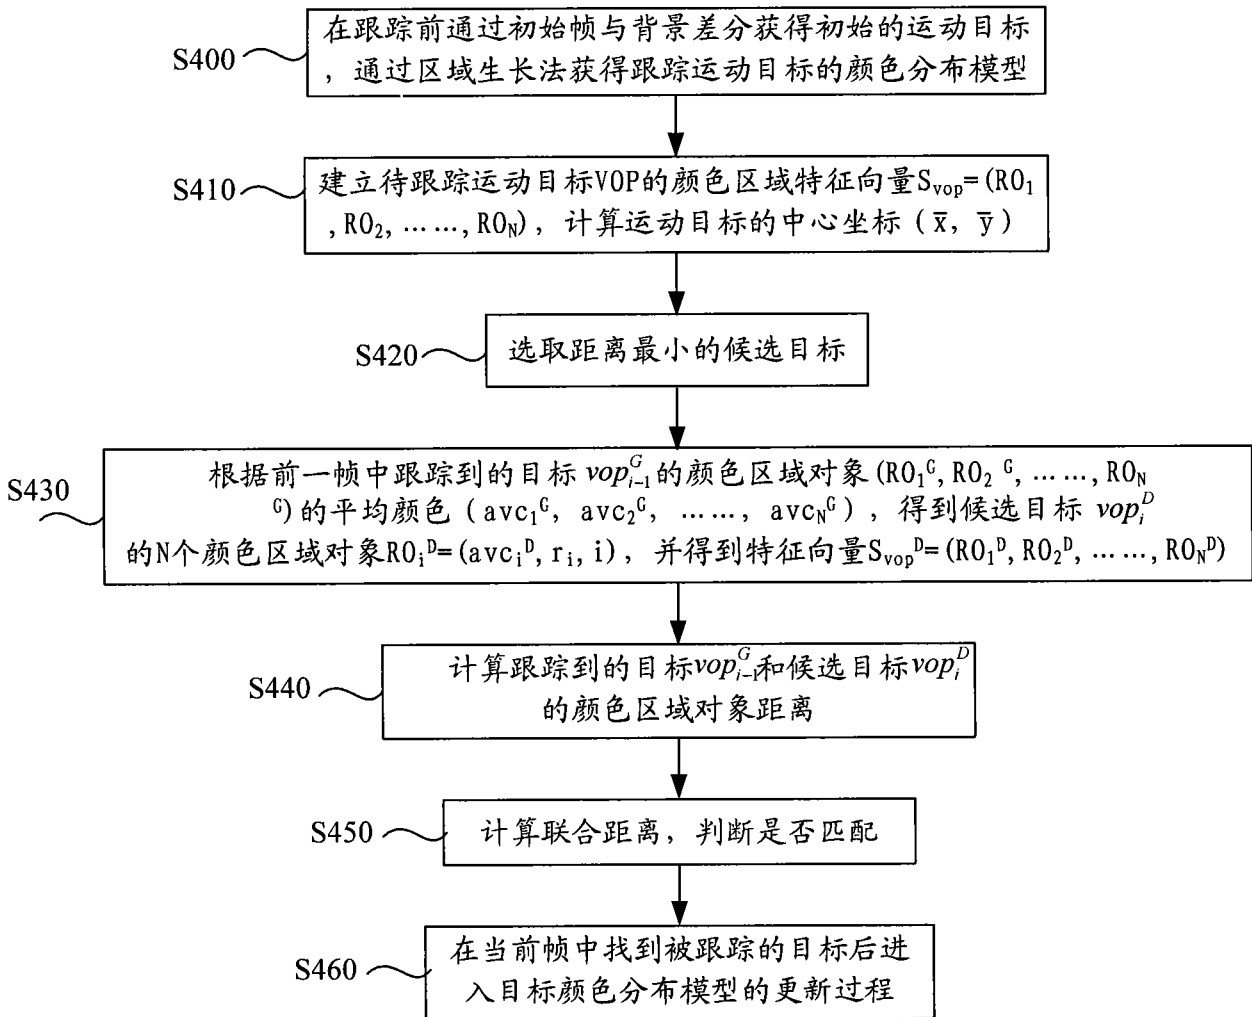 S400
在跟踪前通过初始帧与背景差分获得初始的运动目标
，通过区域生长法获得跟踪运动目标的颜色分布模型
S410
建立待跟踪运动目标VOP的颜色区域特征向量S_vop=(RO₁
,RO₂, ……, RO_N)，计算运动目标的中心坐标（x̄，ȳ）
S420
选取距离最小的候选目标
S430
根据前一帧中跟踪到的目标 vop_{i-1}^G 的颜色区域对象(RO₁^G, RO₂^G, ……, RO_N
^G)的平均颜色（avc₁^G, avc₂^G, ……, avc_N^G），得到候选目标 vop_i^D
的N个颜色区域对象RO_i^D=(avc_i^D, r_i, i)，并得到特征向量S_vop^D=(RO₁^D, RO₂^D, ……, RO_N^D)
S440
计算跟踪到的目标vop_{i-1}^G和候选目标vop_i^D
的颜色区域对象距离
S450
计算联合距离，判断是否匹配
S460
在当前帧中找到被跟踪的目标后进
入目标颜色分布模型的更新过程